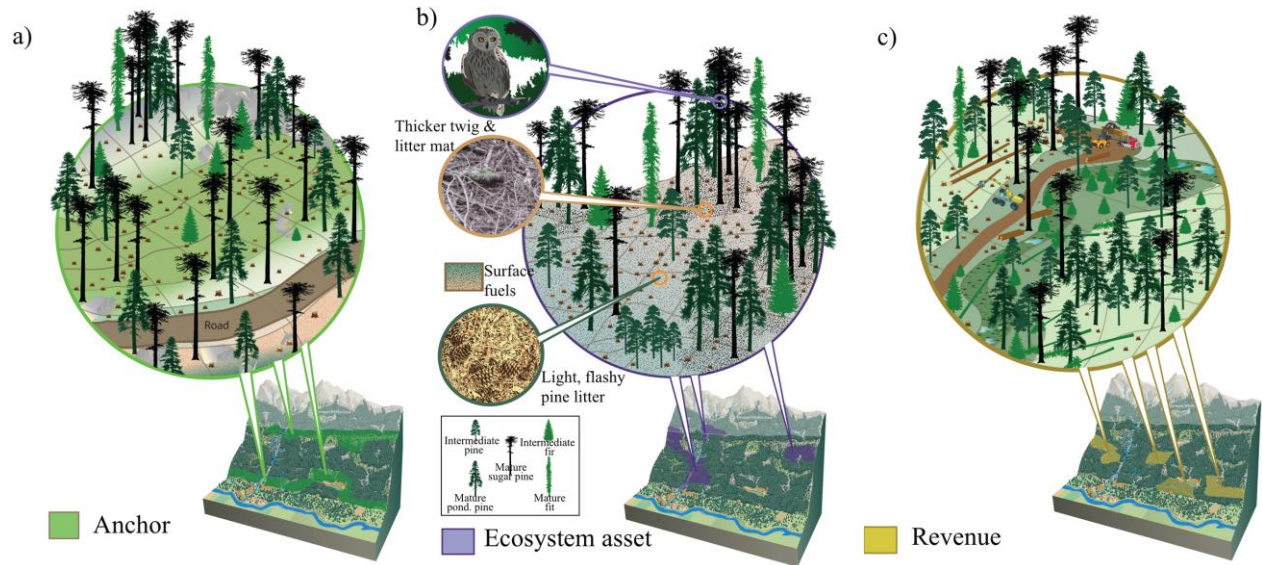 a)
Road
Anchor
b)
Thicker twig &
litter mat
Surface
fuels
Light, flashy
pine litter
Intermediate
pine
Intermediate
fir
Mature
sugar pine
Mature
pond. pine
Mature
fit
Ecosystem asset
c)
Revenue